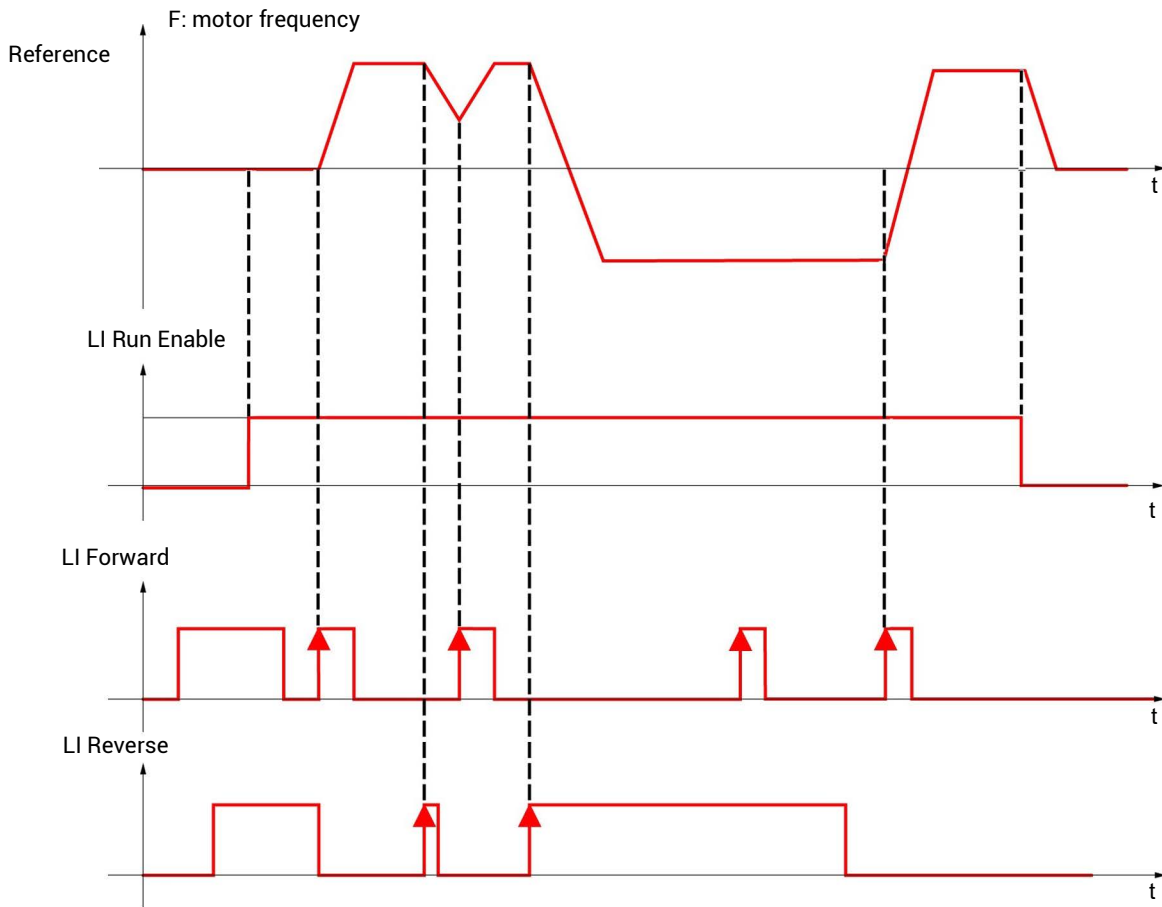 F: motor frequency
Reference
t
LI Run Enable
t
LI Forward
t
LI Reverse
t